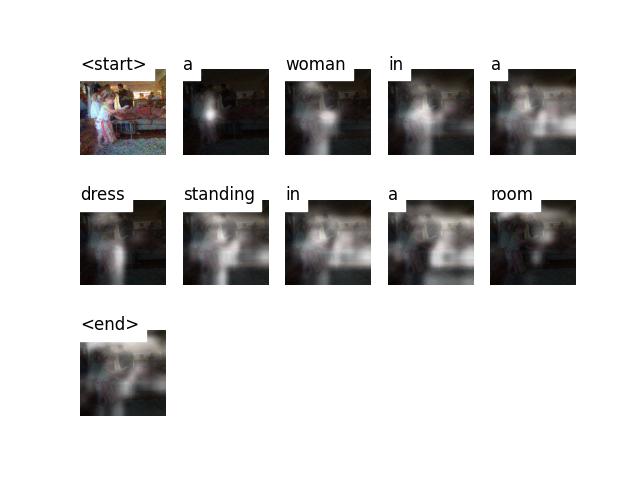 <start> a woman in a
dress standing in a room
<end>